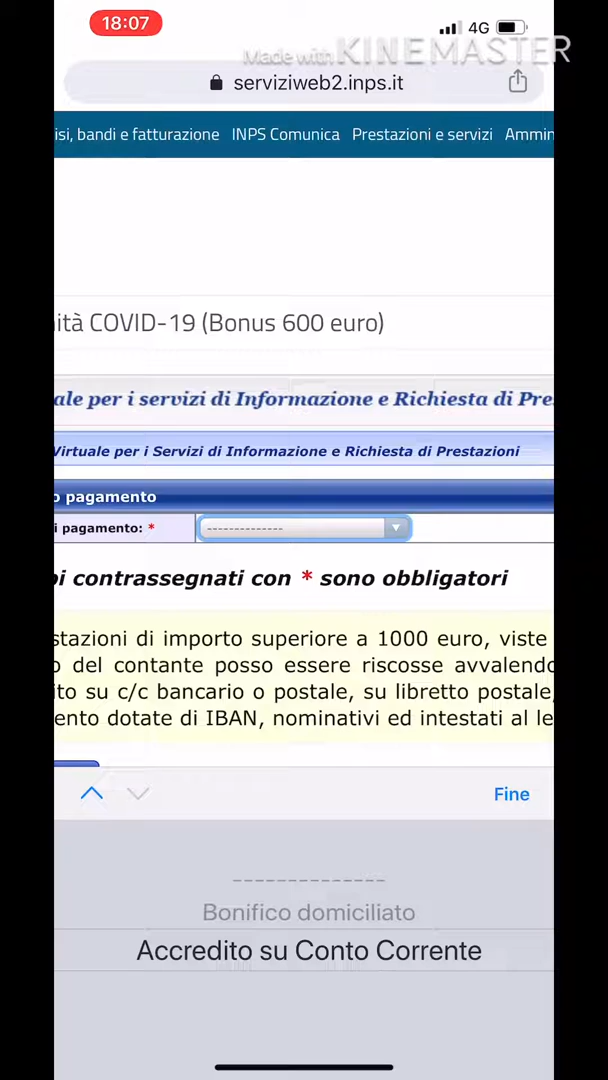 18:07
4G
Made with KINEMASTER
serviziweb2.inps.it
isi, bandi e fatturazione INPS Comunica Prestazioni e servizi Ammin
ità COVID-19 (Bonus 600 euro)
ale per i servizi di Informazione e Richiesta di Pre
Virtuale per i Servizi di Informazione e Richiesta di Prestazioni
o pagamento
i pagamento: * --------------
pi contrassegnati con * sono obbligatori
stazioni di importo superiore a 1000 euro, viste
o del contante posso essere riscosse avvalendo
ito su c/c bancario o postale, su libretto postale,
ento dotate di IBAN, nominativi ed intestati al le
Fine
--------------
Bonifico domiciliato
Accredito su Conto Corrente